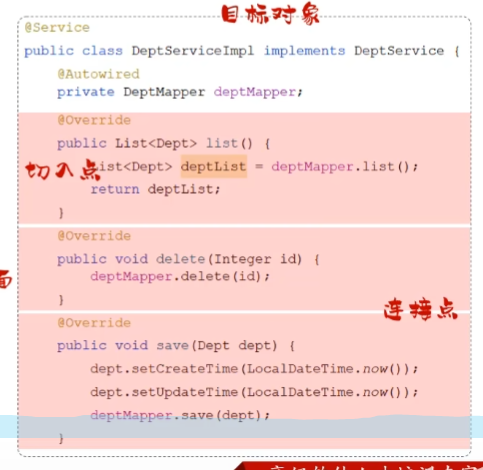 目标对象
@Service
public class DeptServiceImpl implements DeptService {
@Autowired
private DeptMapper deptMapper;
@Override
public List<Dept> list() {
切入点 List<Dept> deptList = deptMapper.list();
return deptList;
}
@Override
public void delete(Integer id) {
面
deptMapper.delete(id);
}
连接点
@Override
public void save(Dept dept) {
dept.setCreateTime(LocalDateTime.now());
dept.setUpdateTime(LocalDateTime.now());
deptMapper.save(dept);
}